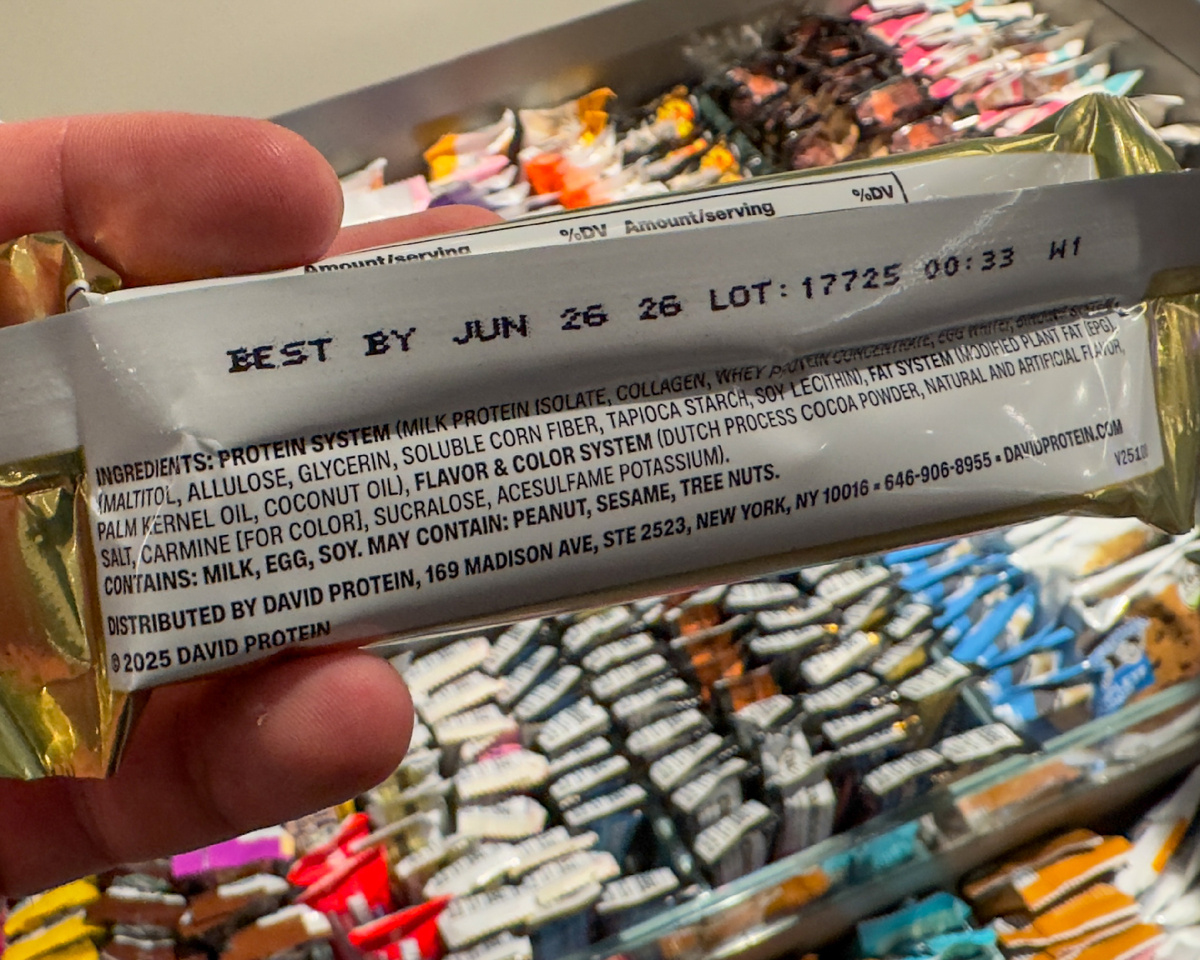 Amount/serving %DV Amount/serving %DV
BEST BY JUN 26 26 LOT:17725 00:33 W1
INGREDIENTS: PROTEIN SYSTEM (MILK PROTEIN ISOLATE, COLLAGEN, WHEY PROTEIN CONCENTRATE, EGG WHITE), BINDING SYSTEM
(MALTITOL, ALLULOSE, GLYCERIN, SOLUBLE CORN FIBER, TAPIOCA STARCH, SOY LECITHIN), FAT SYSTEM (MODIFIED PLANT FAT (EPG),
PALM KERNEL OIL, COCONUT OIL), FLAVOR & COLOR SYSTEM (DUTCH PROCESS COCOA POWDER, NATURAL AND ARTIFICIAL FLAVOR,
SALT, CARMINE [FOR COLOR], SUCRALOSE, ACESULFAME POTASSIUM).
CONTAINS: MILK, EGG, SOY. MAY CONTAIN: PEANUT, SESAME, TREE NUTS.
DISTRIBUTED BY DAVID PROTEIN, 169 MADISON AVE, STE 2523, NEW YORK, NY 10016 ▪ 646-906-8955 ▪ DAVIDPROTEIN.COM
© 2025 DAVID PROTEIN